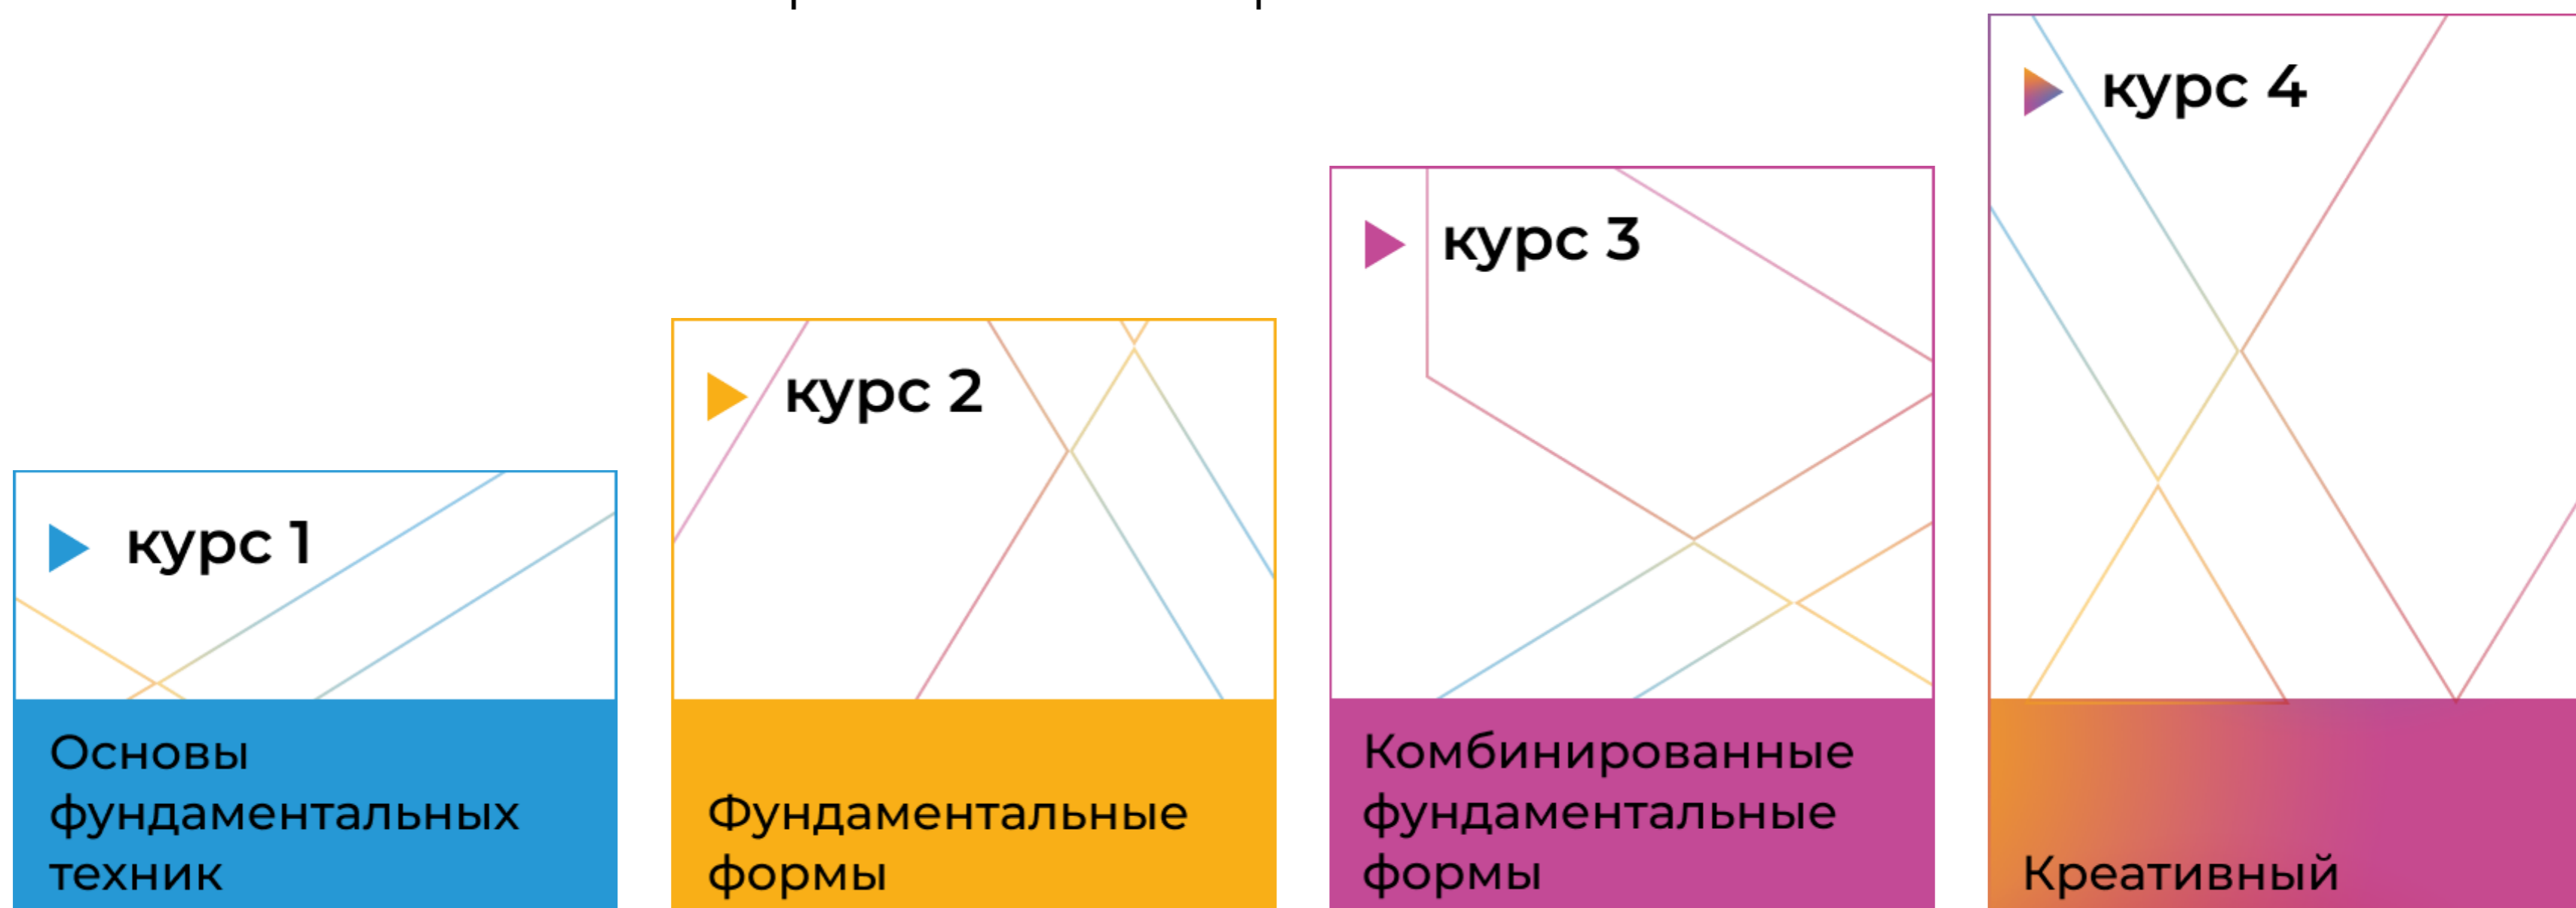 курс 1
Основы
фундаментальных
техник
курс 2
Фундаментальные
формы
курс 3
Комбинированные
фундаментальные
формы
курс 4
Креативный